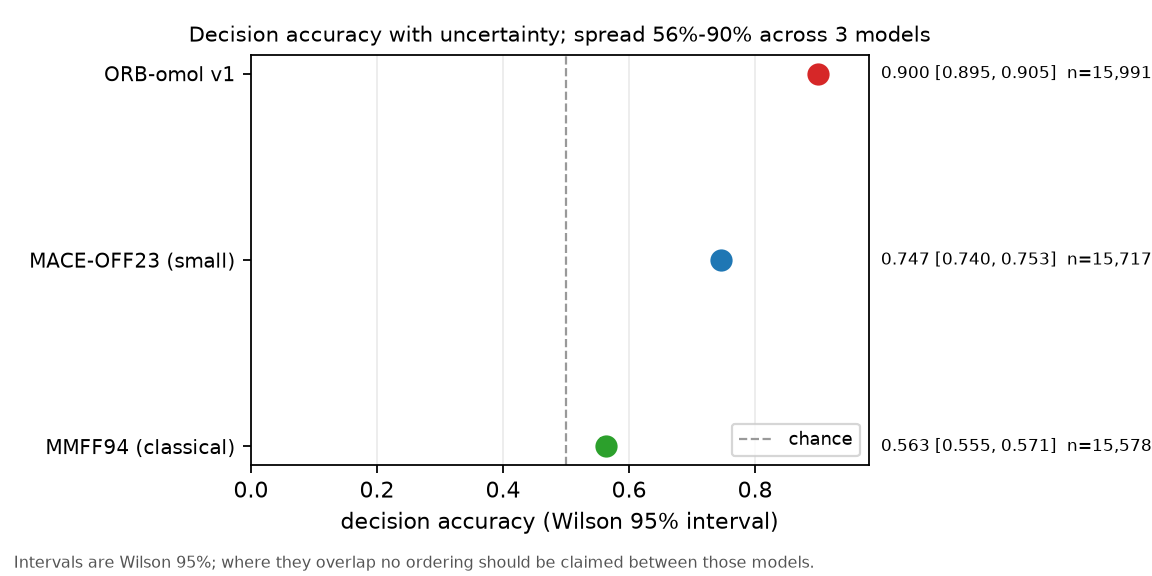 Decision accuracy with uncertainty; spread 56%-90% across 3 models
ORB-omol v1
0.900 [0.895, 0.905]  n=15,991
MACE-OFF23 (small)
0.747 [0.740, 0.753]  n=15,717
MMFF94 (classical)
chance
0.563 [0.555, 0.571]  n=15,578
0.0 0.2 0.4 0.6 0.8
decision accuracy (Wilson 95% interval)
Intervals are Wilson 95%; where they overlap no ordering should be claimed between those models.